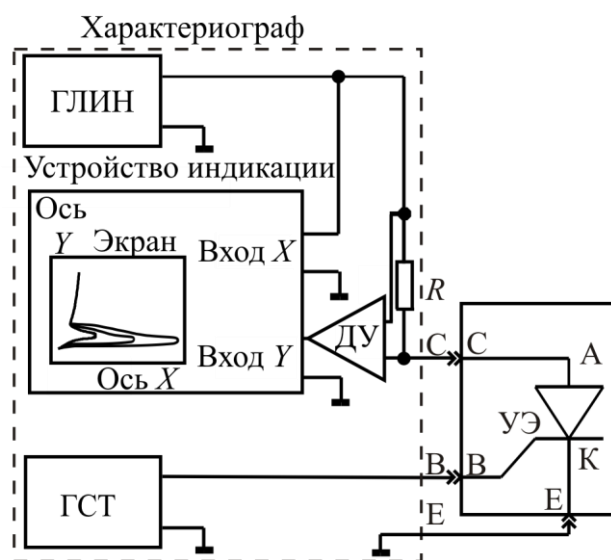 Характериограф
ГЛИН
Устройство индикации
Ось
Y Экран
Вход X
R
ДУ
Вход Y
Ось X
С С
А
УЭ
К
В В
Е
Е
ГСТ